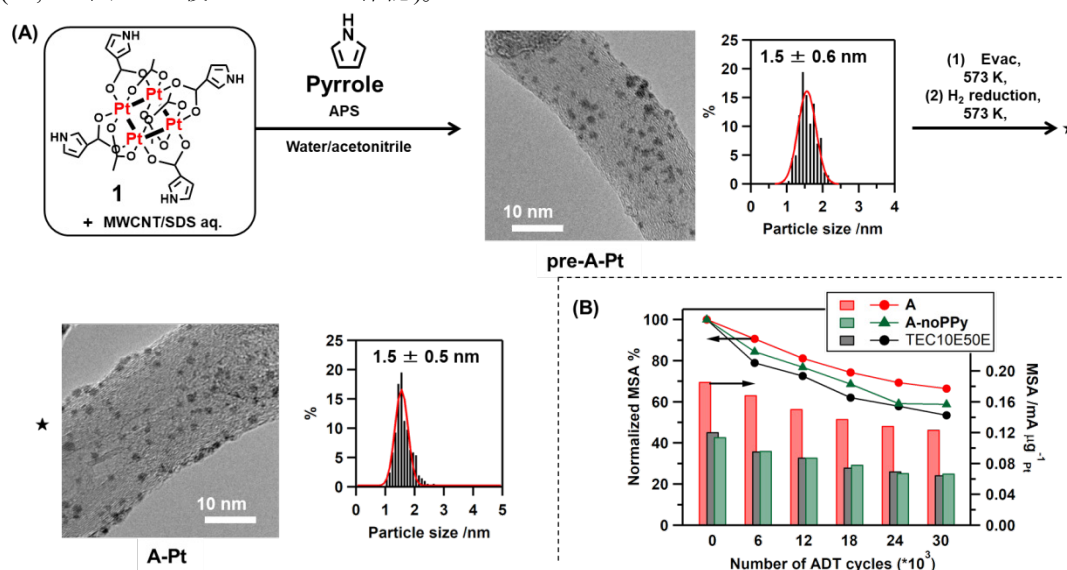 (A)
NH
NH
NH
HN
HN
O O O O
Pt Pt
Pt Pt
1
+ MWCNT/SDS aq.
H
N
Pyrrole
APS
Water/acetonitrile
10 nm
pre-A-Pt
1.5 ± 0.6 nm
%
25
20
15
10
5
0
0 1 2 3 4
Particle size /nm
(1) Evac,
573 K,
(2) H2 reduction,
573 K,
★
★
10 nm
A-Pt
1.5 ± 0.5 nm
%
25
20
15
10
5
0
0 1 2 3 4 5
Particle size /nm
(B)
A
A-noPPy
TEC10E50E
Normalized MSA %
100
80
60
40
20
0
MSA /mA μg-1Pt
0.20
0.16
0.12
0.08
0.04
0.00
0 6 12 18 24 30
Number of ADT cycles (*10³)